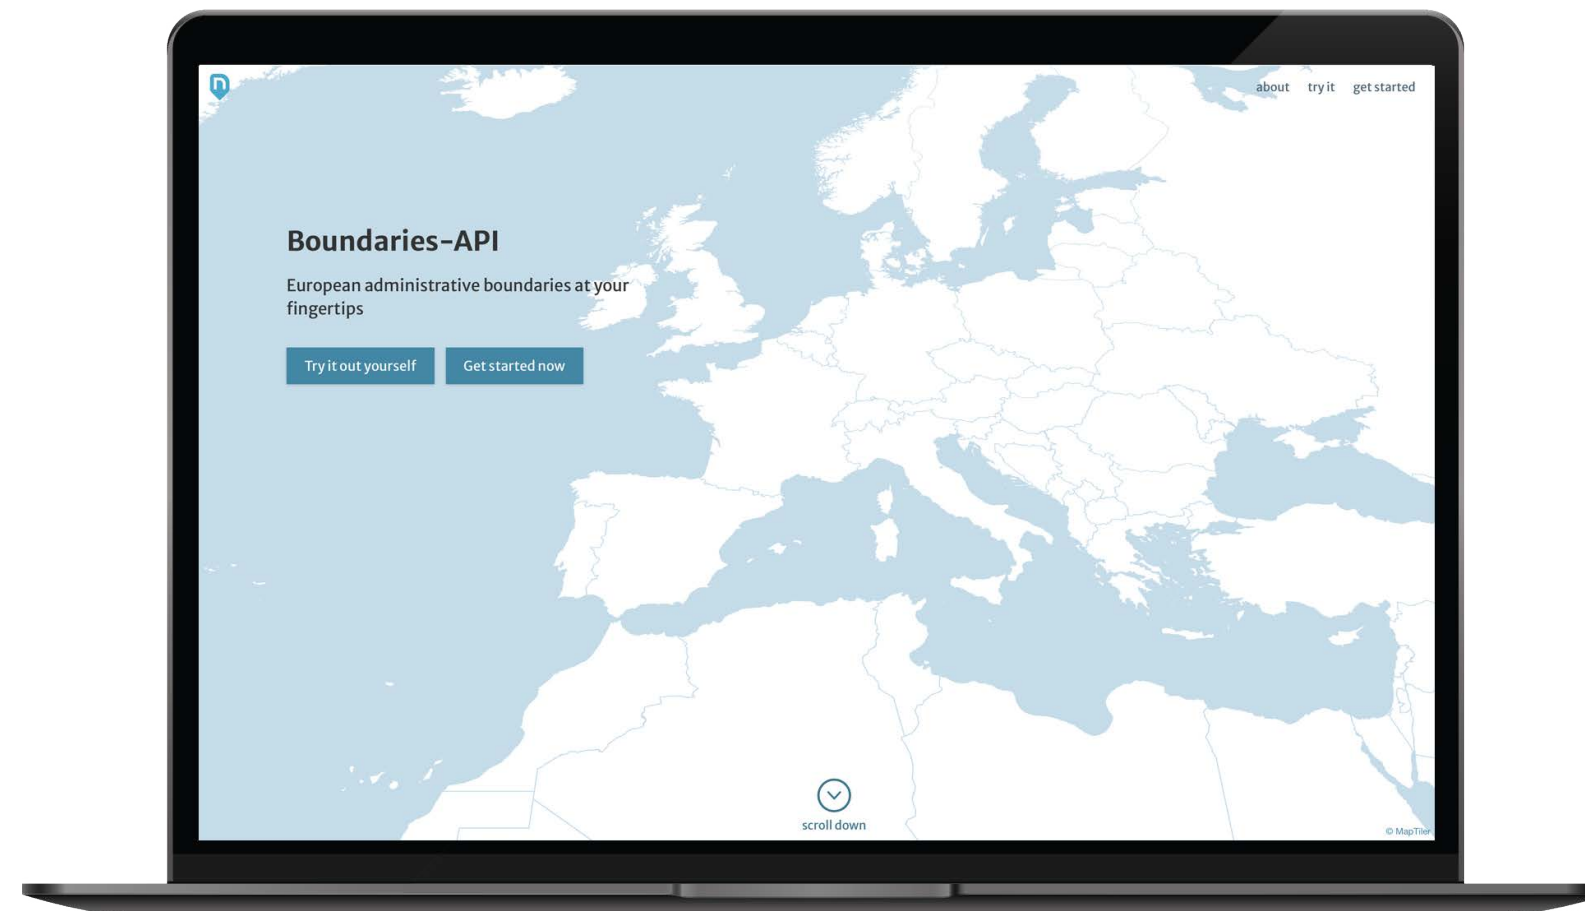 n
about try it get started
Boundaries-API
European administrative boundaries at your
fingertips
Try it out yourself Get started now
scroll down
© MapTiler